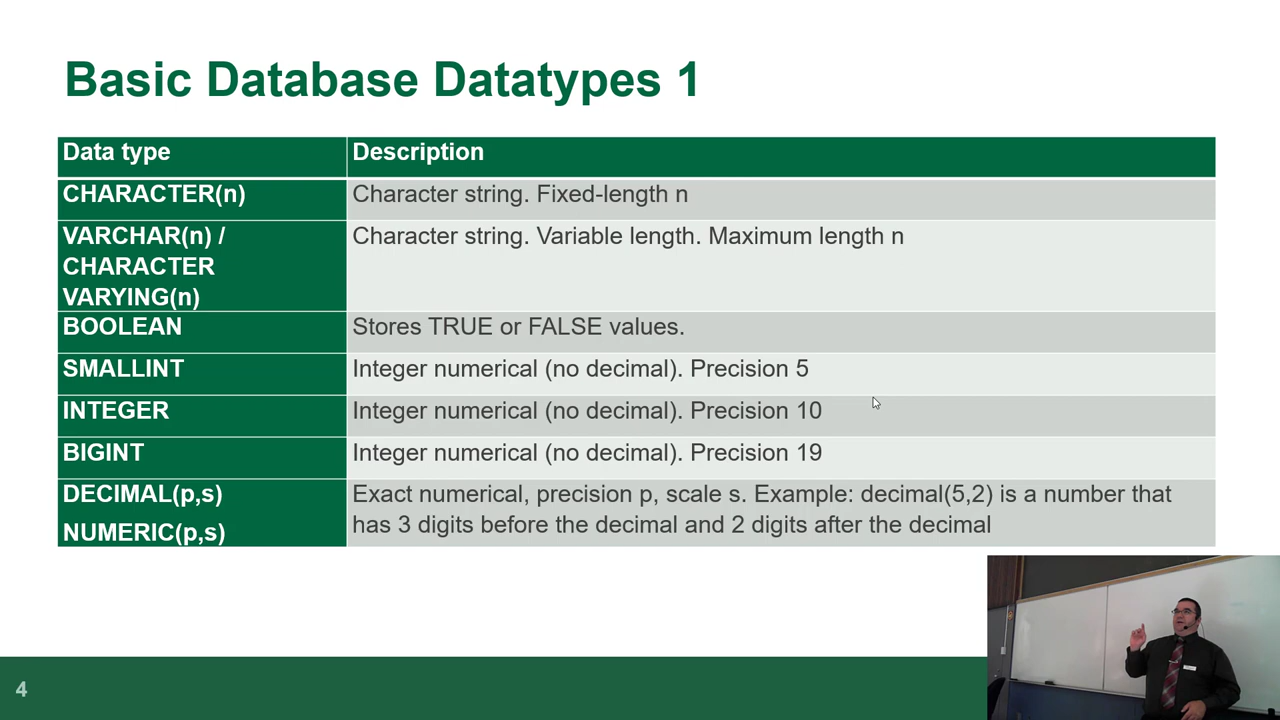 Basic Database Datatypes 1
Data type
Description
CHARACTER(n)
Character string. Fixed-length n
VARCHAR(n) /
CHARACTER
VARYING(n)
Character string. Variable length. Maximum length n
BOOLEAN
Stores TRUE or FALSE values.
SMALLINT
Integer numerical (no decimal). Precision 5
INTEGER
Integer numerical (no decimal). Precision 10
BIGINT
Integer numerical (no decimal). Precision 19
DECIMAL(p,s)
NUMERIC(p,s)
Exact numerical, precision p, scale s. Example: decimal(5,2) is a number that
has 3 digits before the decimal and 2 digits after the decimal
4